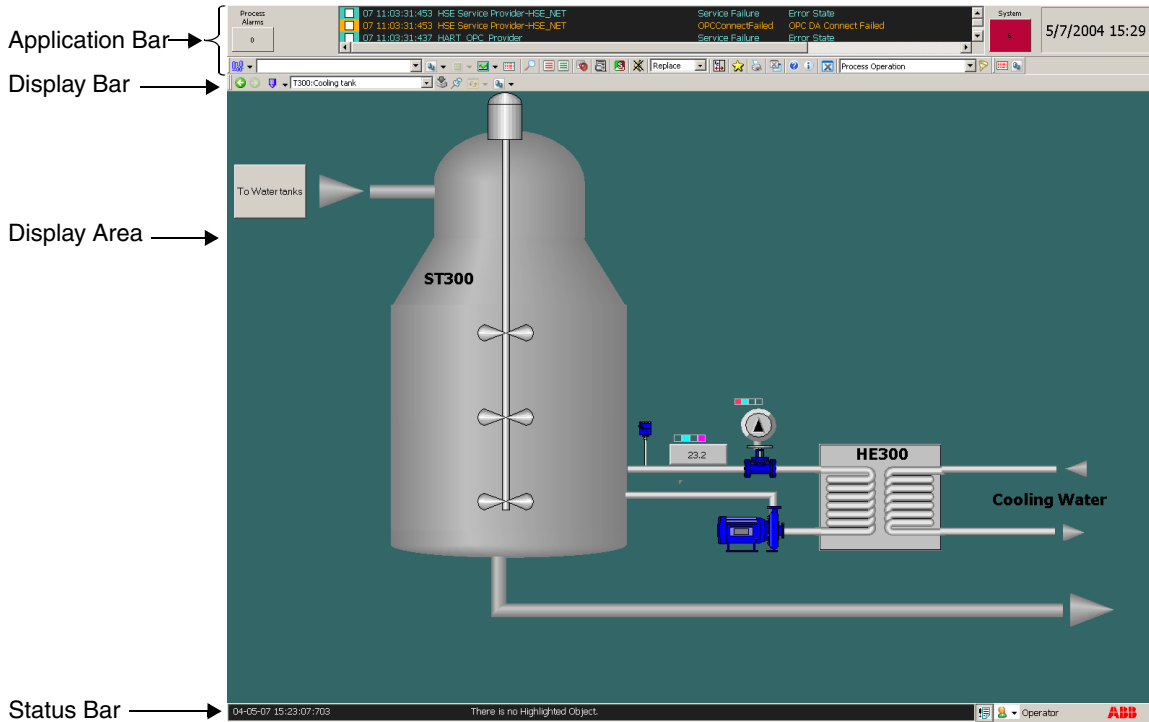 Application Bar
Display Bar
Display Area
Status Bar
Process
Alarms
0
07 11:03:31:453 HSE Service Provider-HSE_NET Service Failure Error State
07 11:03:31:453 HSE Service Provider-HSE_NET OPCConnectFailed OPC DA Connect Failed
07 11:03:31:437 HART_OPC_Provider Service Failure Error State
System
5/7/2004 15:29
Replace
Process Operation
T300:Cooling tank
To Water tanks
ST300
23.2
HE300
Cooling Water
04-05-07 15:23:07:703 There is no Highlighted Object.
Operator
ABB